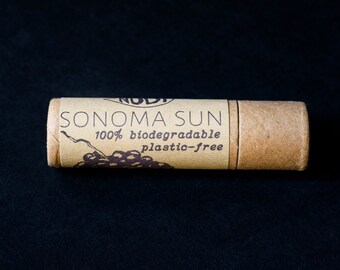 SONOMA SUN
100% biodegradable
plastic-free